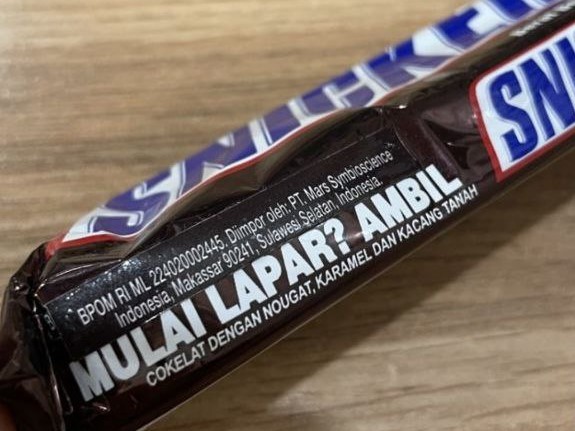 SNICKE
SNI
BPOM RI ML 224020002445. Diimpor oleh: PT. Mars Symbioscience
Indonesia, Makassar 90241, Sulawesi Selatan, Indonesia.
MULAI LAPAR? AMBIL
COKELAT DENGAN NOUGAT, KARAMEL DAN KACANG TANAH